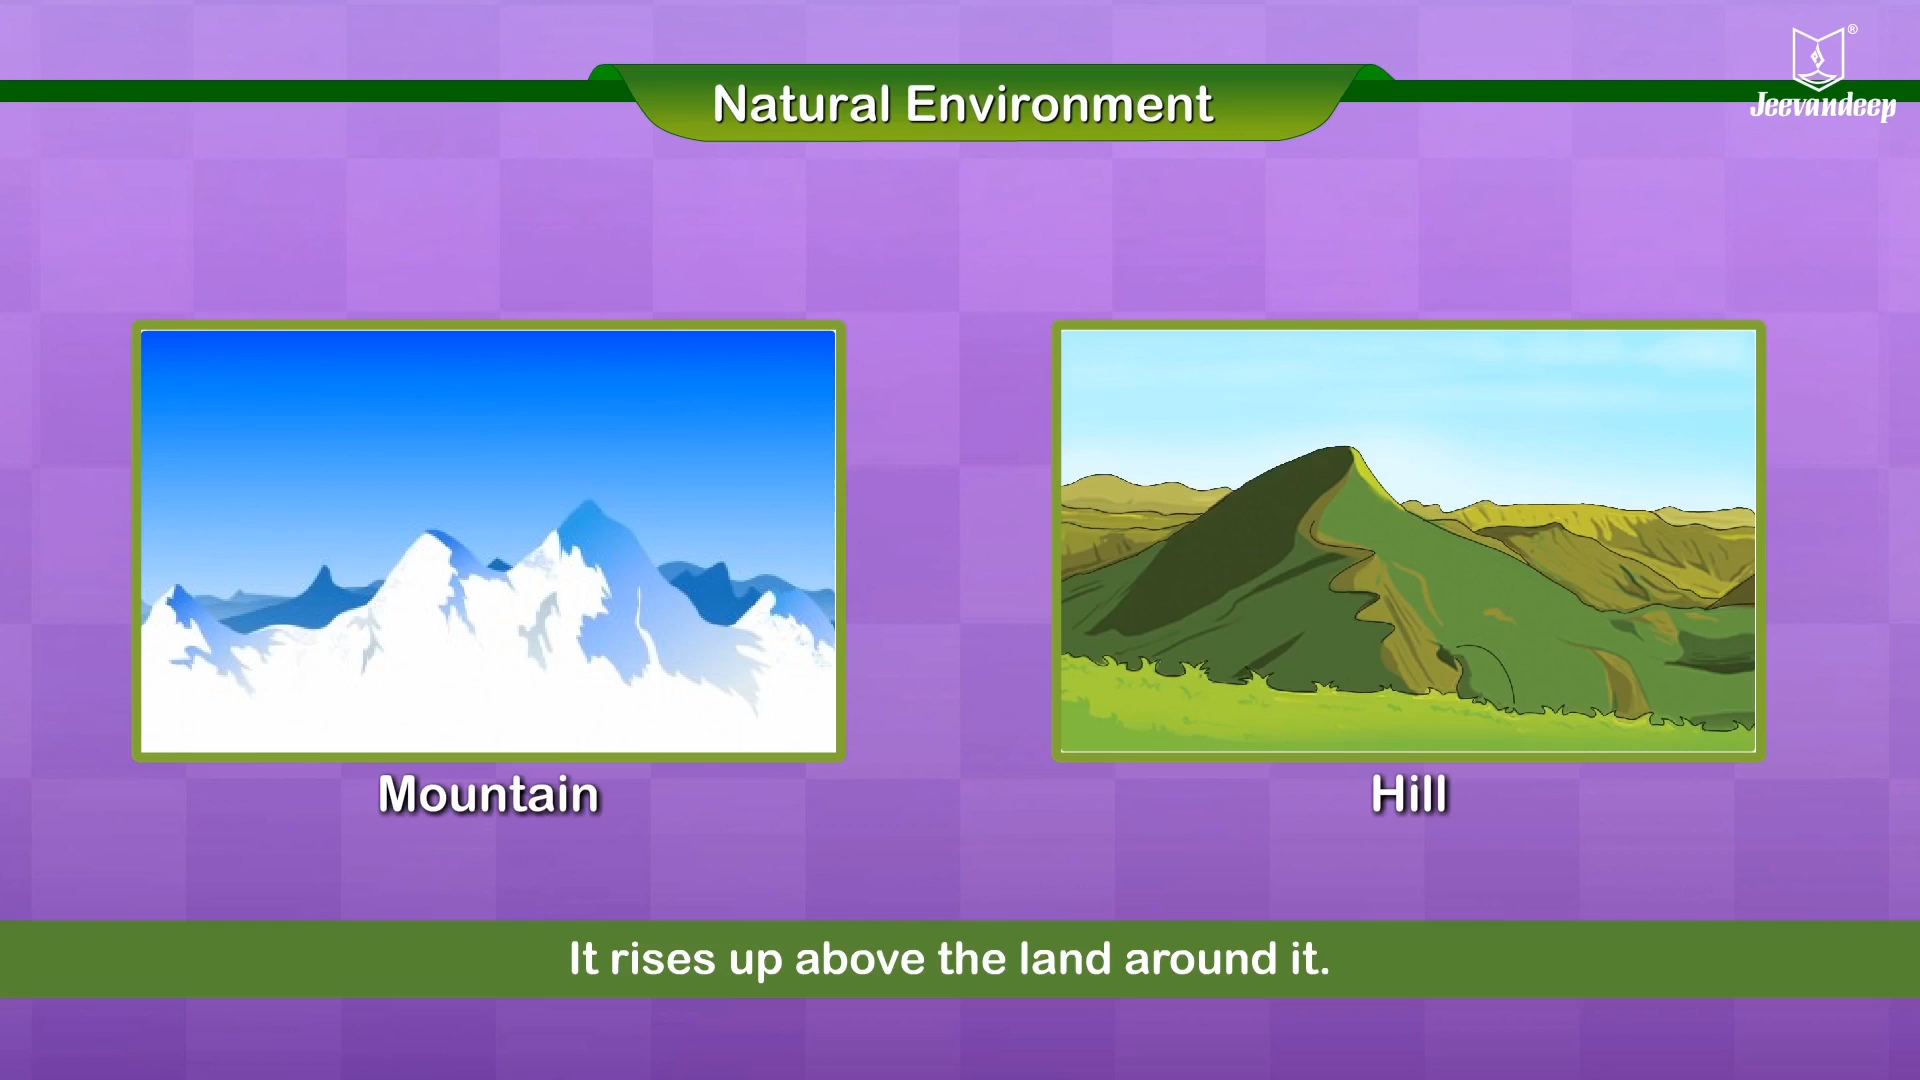 Natural Environment
®
Jeevandeep
Mountain
Hill
It rises up above the land around it.